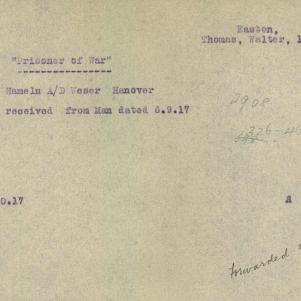 Easton,
Thomas, Walter,
"Prisoner of War"
Hameln A/D Weser Hanover
received from Man dated 6.9.17
2908
0.17
A
forwarded